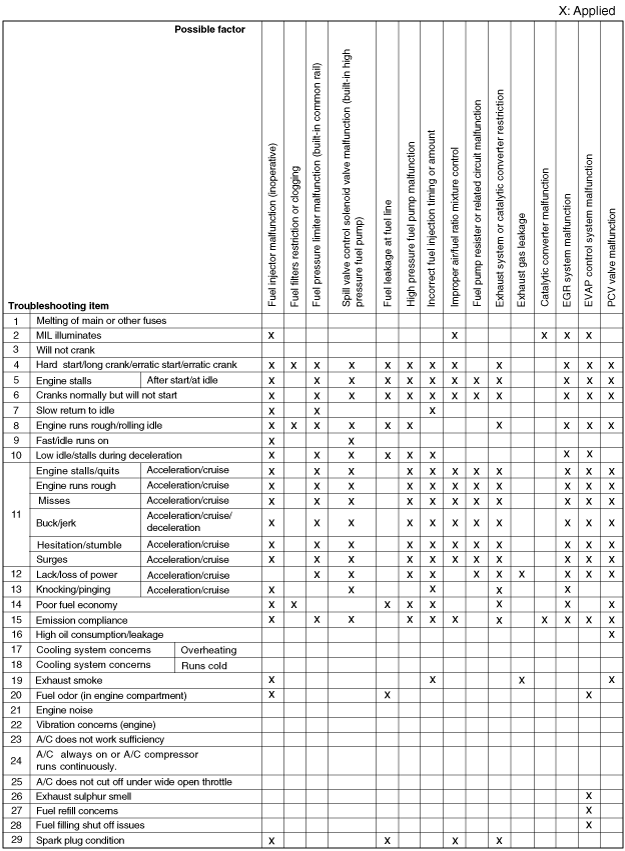 X: Applied
Possible factor
Fuel injector malfunction (inoperative)
Fuel filters restriction or clogging
Fuel pressure limiter malfunction (built-in common rail)
Spill valve control solenoid valve malfunction (built-in high
pressure fuel pump)
Fuel leakage at fuel line
High pressure fuel pump malfunction
Incorrect fuel injection timing or amount
Improper air/fuel ratio mixture control
Fuel pump resister or related circuit malfunction
Exhaust system or catalytic converter restriction
Exhaust gas leakage
Catalytic converter malfunction
EGR system malfunction
EVAP control system malfunction
PCV valve malfunction
Troubleshooting item
1 Melting of main or other fuses
2 MIL illuminates X X X X X
3 Will not crank
4 Hard start/long crank/erratic start/erratic crank X X X X X X X X X X X X
5 Engine stalls After start/at idle X X X X X X X X X X X X
6 Cranks normally but will not start X X X X X X X X X X X X
7 Slow return to idle X X X
8 Engine runs rough/rolling idle X X X X X X X X X X
9 Fast/idle runs on X X
10 Low idle/stalls during deceleration X X X X X X X X
11 Engine stalls/quits Acceleration/cruise X X X X X X X X X X X
Engine runs rough Acceleration/cruise X X X X X X X X X X X
Misses Acceleration/cruise X X X X X X X X X X X
Buck/jerk Acceleration/cruise/
deceleration X X X X X X X X X X X
Hesitation/stumble Acceleration/cruise X X X X X X X X X X X
Surges Acceleration/cruise X X X X X X X X X X X
12 Lack/loss of power Acceleration/cruise X X X X X X X X X X
13 Knocking/pinging Acceleration/cruise X X X X X
14 Poor fuel economy X X X X X X X X
15 Emission compliance X X X X X X X X X X X
16 High oil consumption/leakage X
17 Cooling system concerns Overheating
18 Cooling system concerns Runs cold
19 Exhaust smoke X X X X
20 Fuel odor (in engine compartment) X X X
21 Engine noise
22 Vibration concerns (engine)
23 A/C does not work sufficiency
24 A/C always on or A/C compressor
runs continuously.
25 A/C does not cut off under wide open throttle
26 Exhaust sulphur smell X
27 Fuel refill concerns X
28 Fuel filling shut off issues X
29 Spark plug condition X X X X